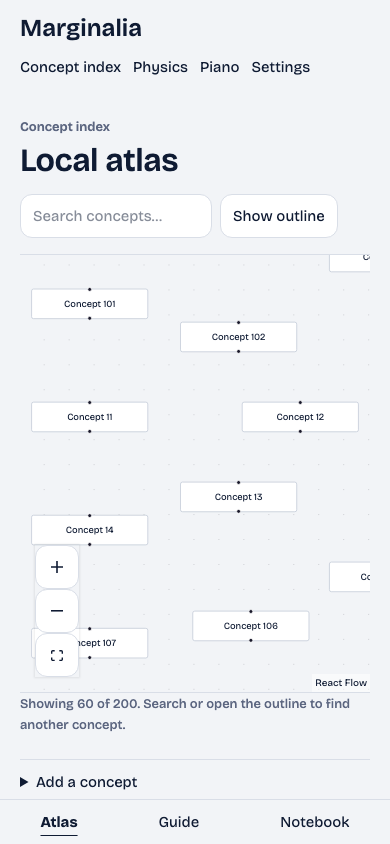 Marginalia
Concept index Physics Piano Settings
Concept index
Local atlas
Search concepts... Show outline
Concept 101
Concept 102
Concept 11
Concept 12
Concept 13
Concept 14
Concept 106
React Flow
Showing 60 of 200. Search or open the outline to find
another concept.
Add a concept
Atlas Guide Notebook